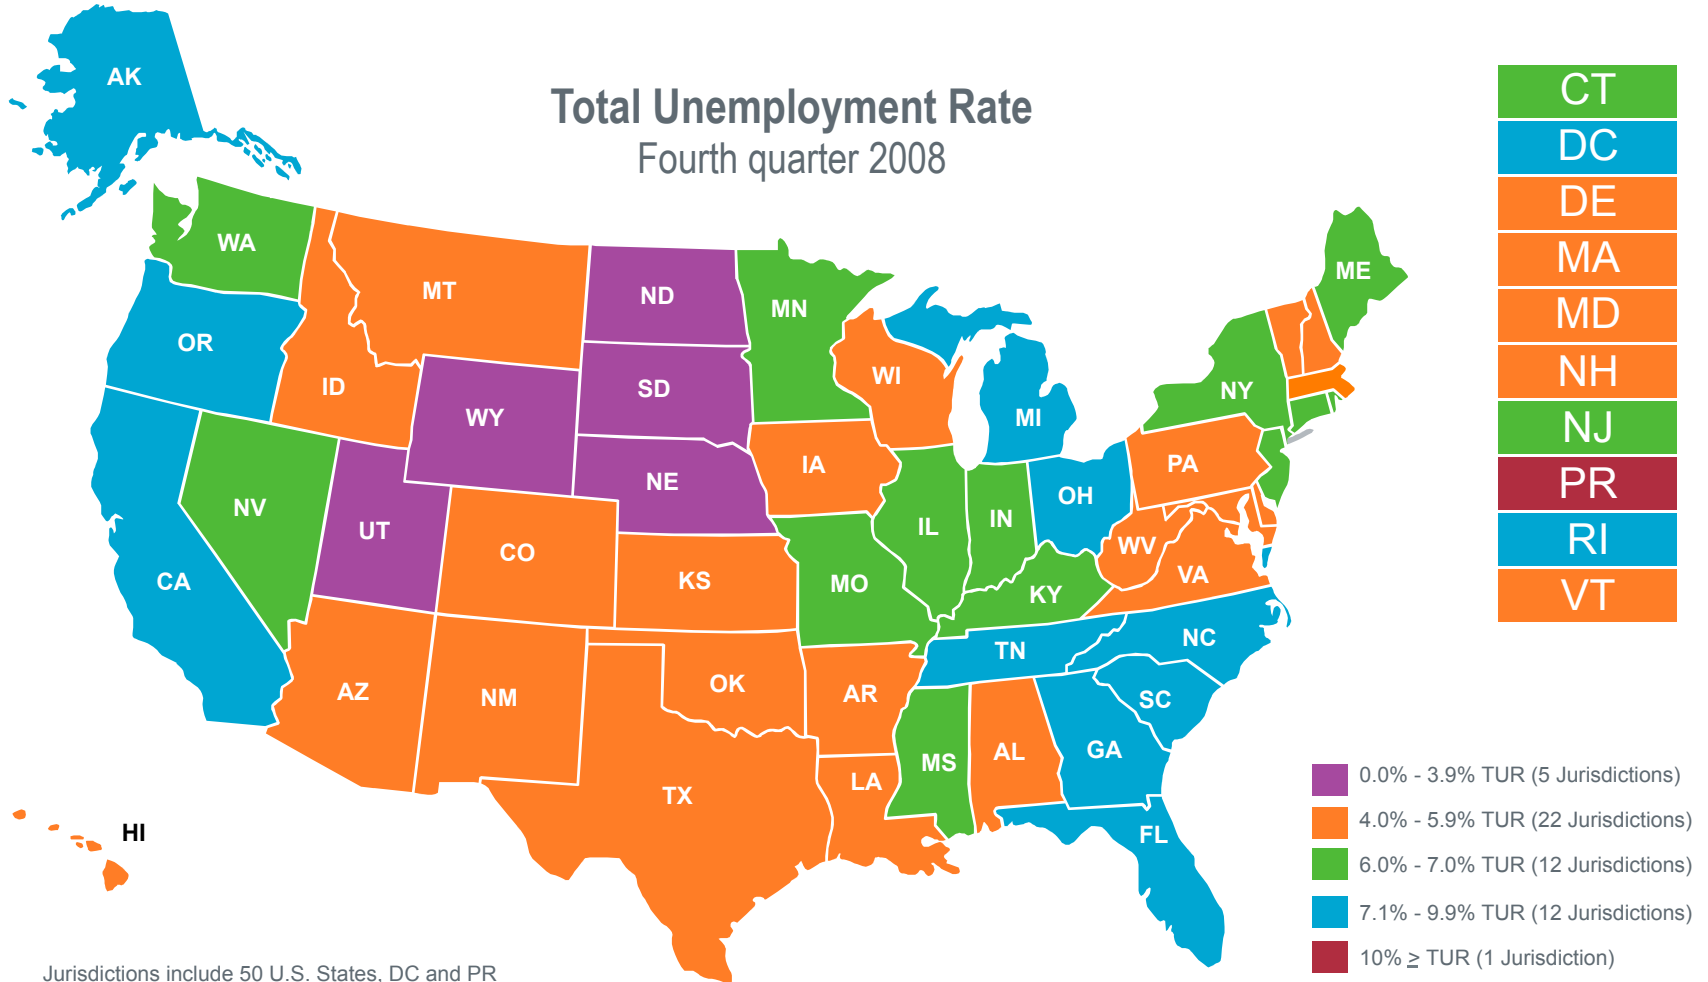 AK
Total Unemployment Rate
Fourth quarter 2008
CT
DC
DE
MA
MD
NH
NJ
PR
RI
VT
WA
MT
ND
MN
ME
OR
ID
WY
SD
WI
MI
NY
NV
UT
CO
NE
IA
IL
IN
OH
PA
CA
KS
MO
KY
WV
VA
AZ
NM
OK
AR
TN
NC
SC
TX
LA
MS
AL
GA
FL
HI
0.0% - 3.9% TUR (5 Jurisdictions)
4.0% - 5.9% TUR (22 Jurisdictions)
6.0% - 7.0% TUR (12 Jurisdictions)
7.1% - 9.9% TUR (12 Jurisdictions)
10% ≥ TUR (1 Jurisdiction)
Jurisdictions include 50 U.S. States, DC and PR